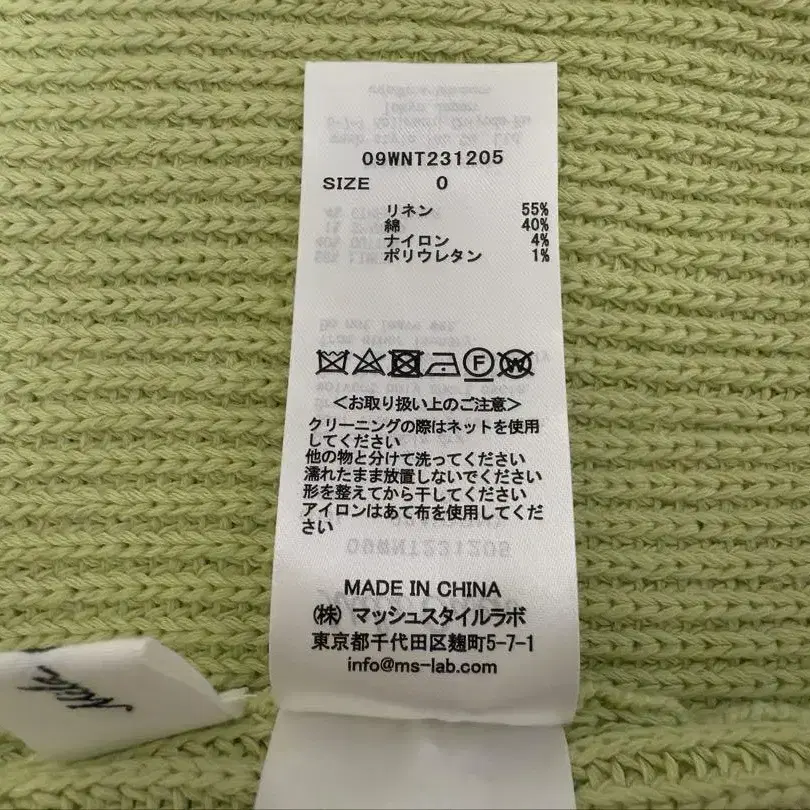 09WNT231205
SIZE 0
リネン 55%
綿 40%
ナイロン 4%
ポリウレタン 1%
F W
<お取り扱い上のご注意>
クリーニングの際はネットを使用
してください
他の物と分けて洗ってください
濡れたまま放置しないでください
形を整えてから干してください
アイロンはあて布を使用してくだ
さい
MADE IN CHINA
(株) マッシュスタイルラボ
東京都千代田区麹町5-7-1
info@ms-lab.com